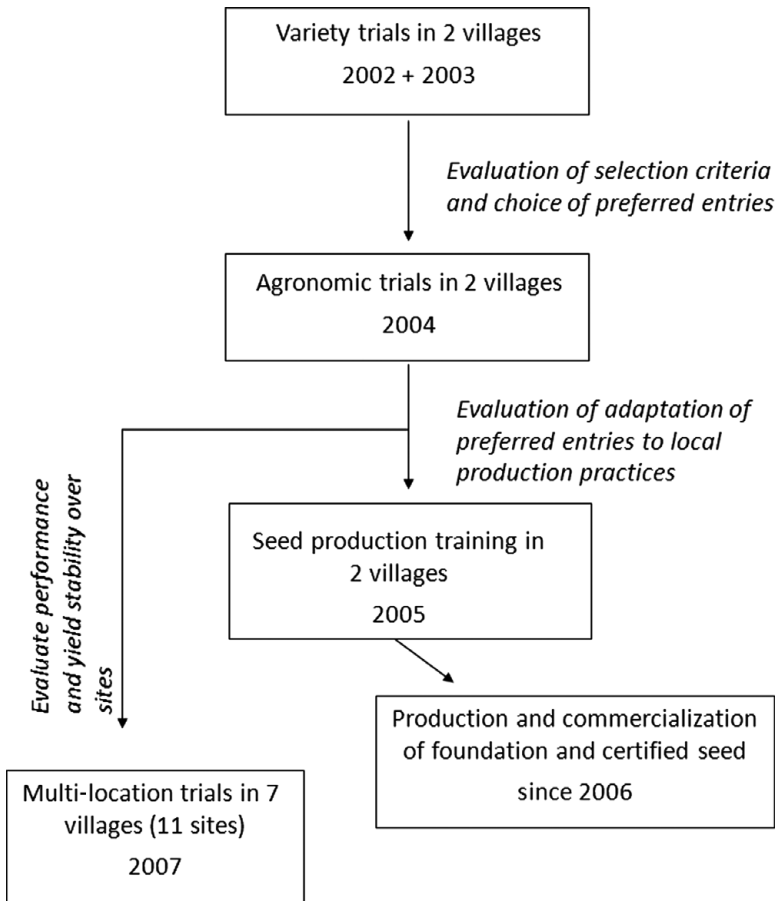 Variety trials in 2 villages
2002 + 2003
Evaluation of selection criteria
and choice of preferred entries
Agronomic trials in 2 villages
2004
Evaluation of adaptation of
preferred entries to local
production practices
Evaluate performance
and yield stability over
sites
Seed production training in
2 villages
2005
Production and commercialization
of foundation and certified seed
since 2006
Multi-location trials in 7
villages (11 sites)
2007